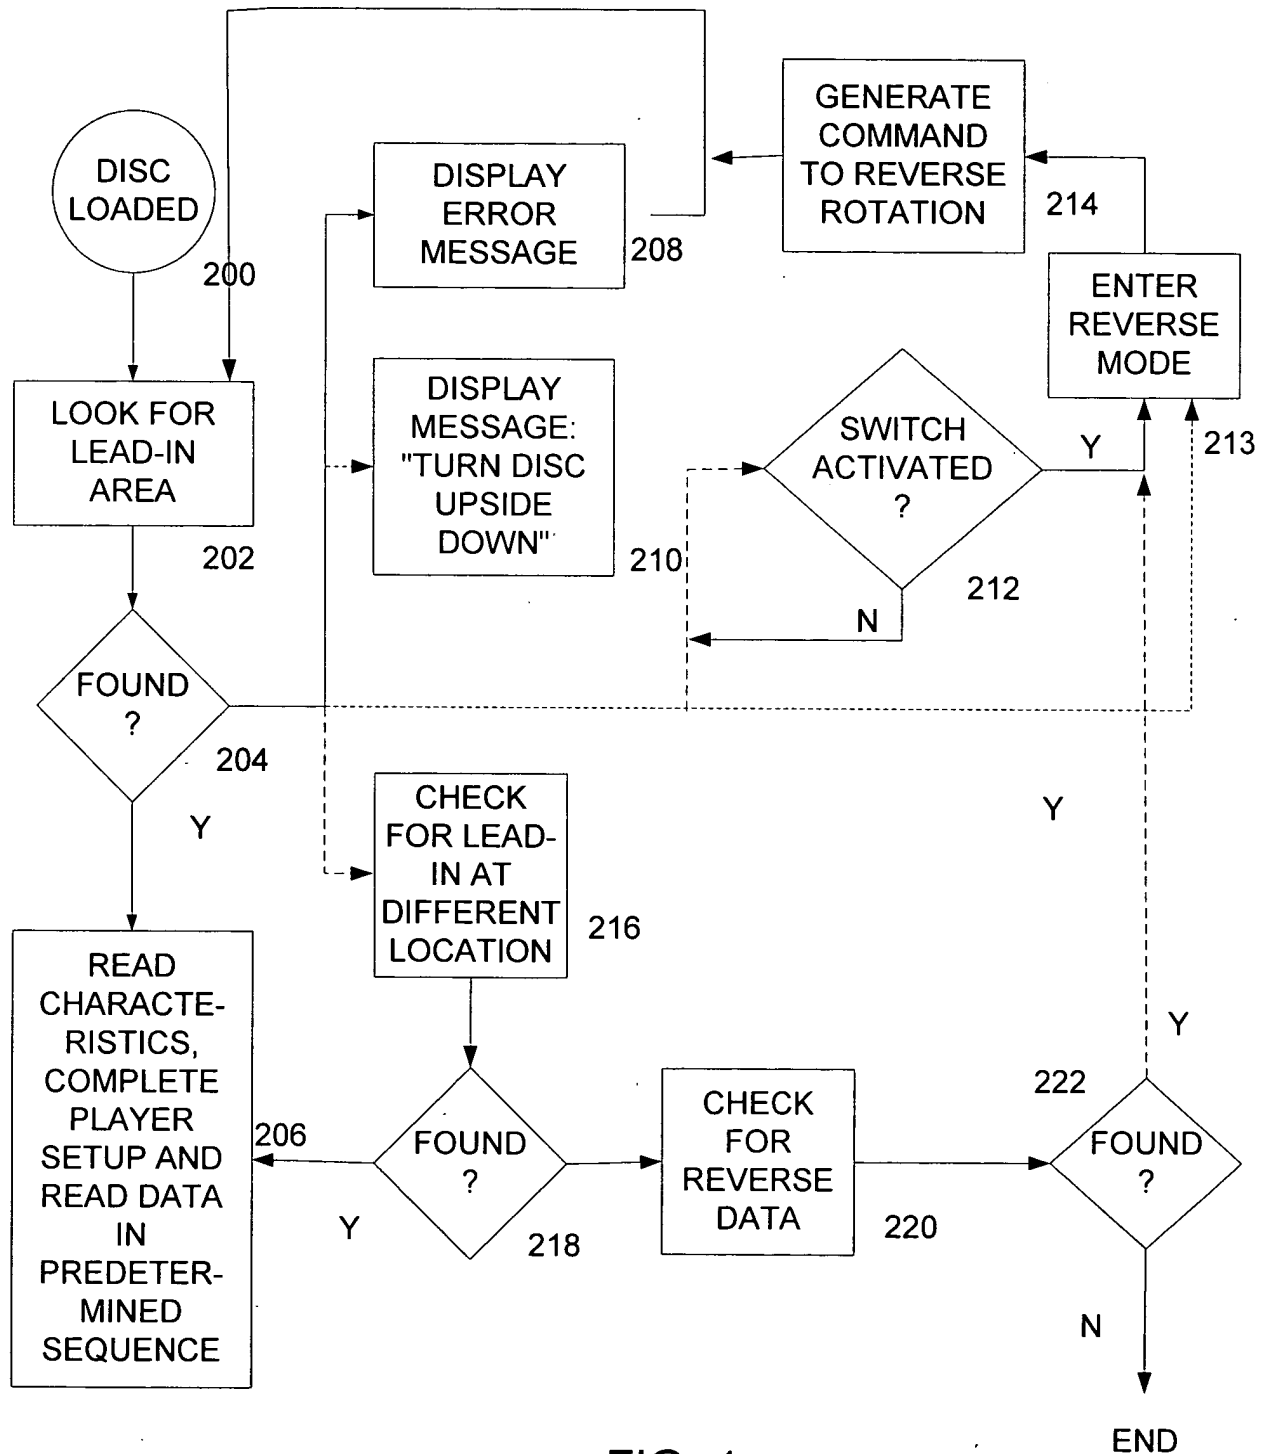 DISC
LOADED
200
LOOK FOR
LEAD-IN
AREA
202
FOUND
?
204
Y
READ
CHARACTE-
RISTICS,
COMPLETE
PLAYER
SETUP AND
READ DATA
IN
PREDETER-
MINED
SEQUENCE
206
DISPLAY
ERROR
MESSAGE
208
DISPLAY
MESSAGE:
"TURN DISC
UPSIDE
DOWN"
210
SWITCH
ACTIVATED
?
212
Y
N
ENTER
REVERSE
MODE
213
GENERATE
COMMAND
TO REVERSE
ROTATION
214
CHECK
FOR LEAD-
IN AT
DIFFERENT
LOCATION
216
FOUND
?
218
Y
CHECK
FOR
REVERSE
DATA
220
FOUND
?
222
Y
Y
N
END